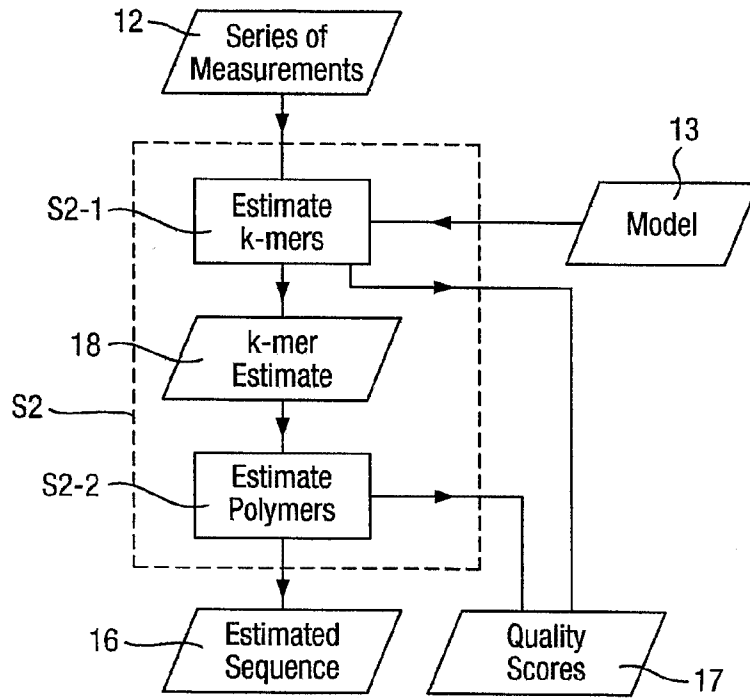 12
Series of
Measurements
13
Model
S2-1
Estimate
k-mers
18
k-mer
Estimate
S2
S2-2
Estimate
Polymers
16
Estimated
Sequence
Quality
Scores
17